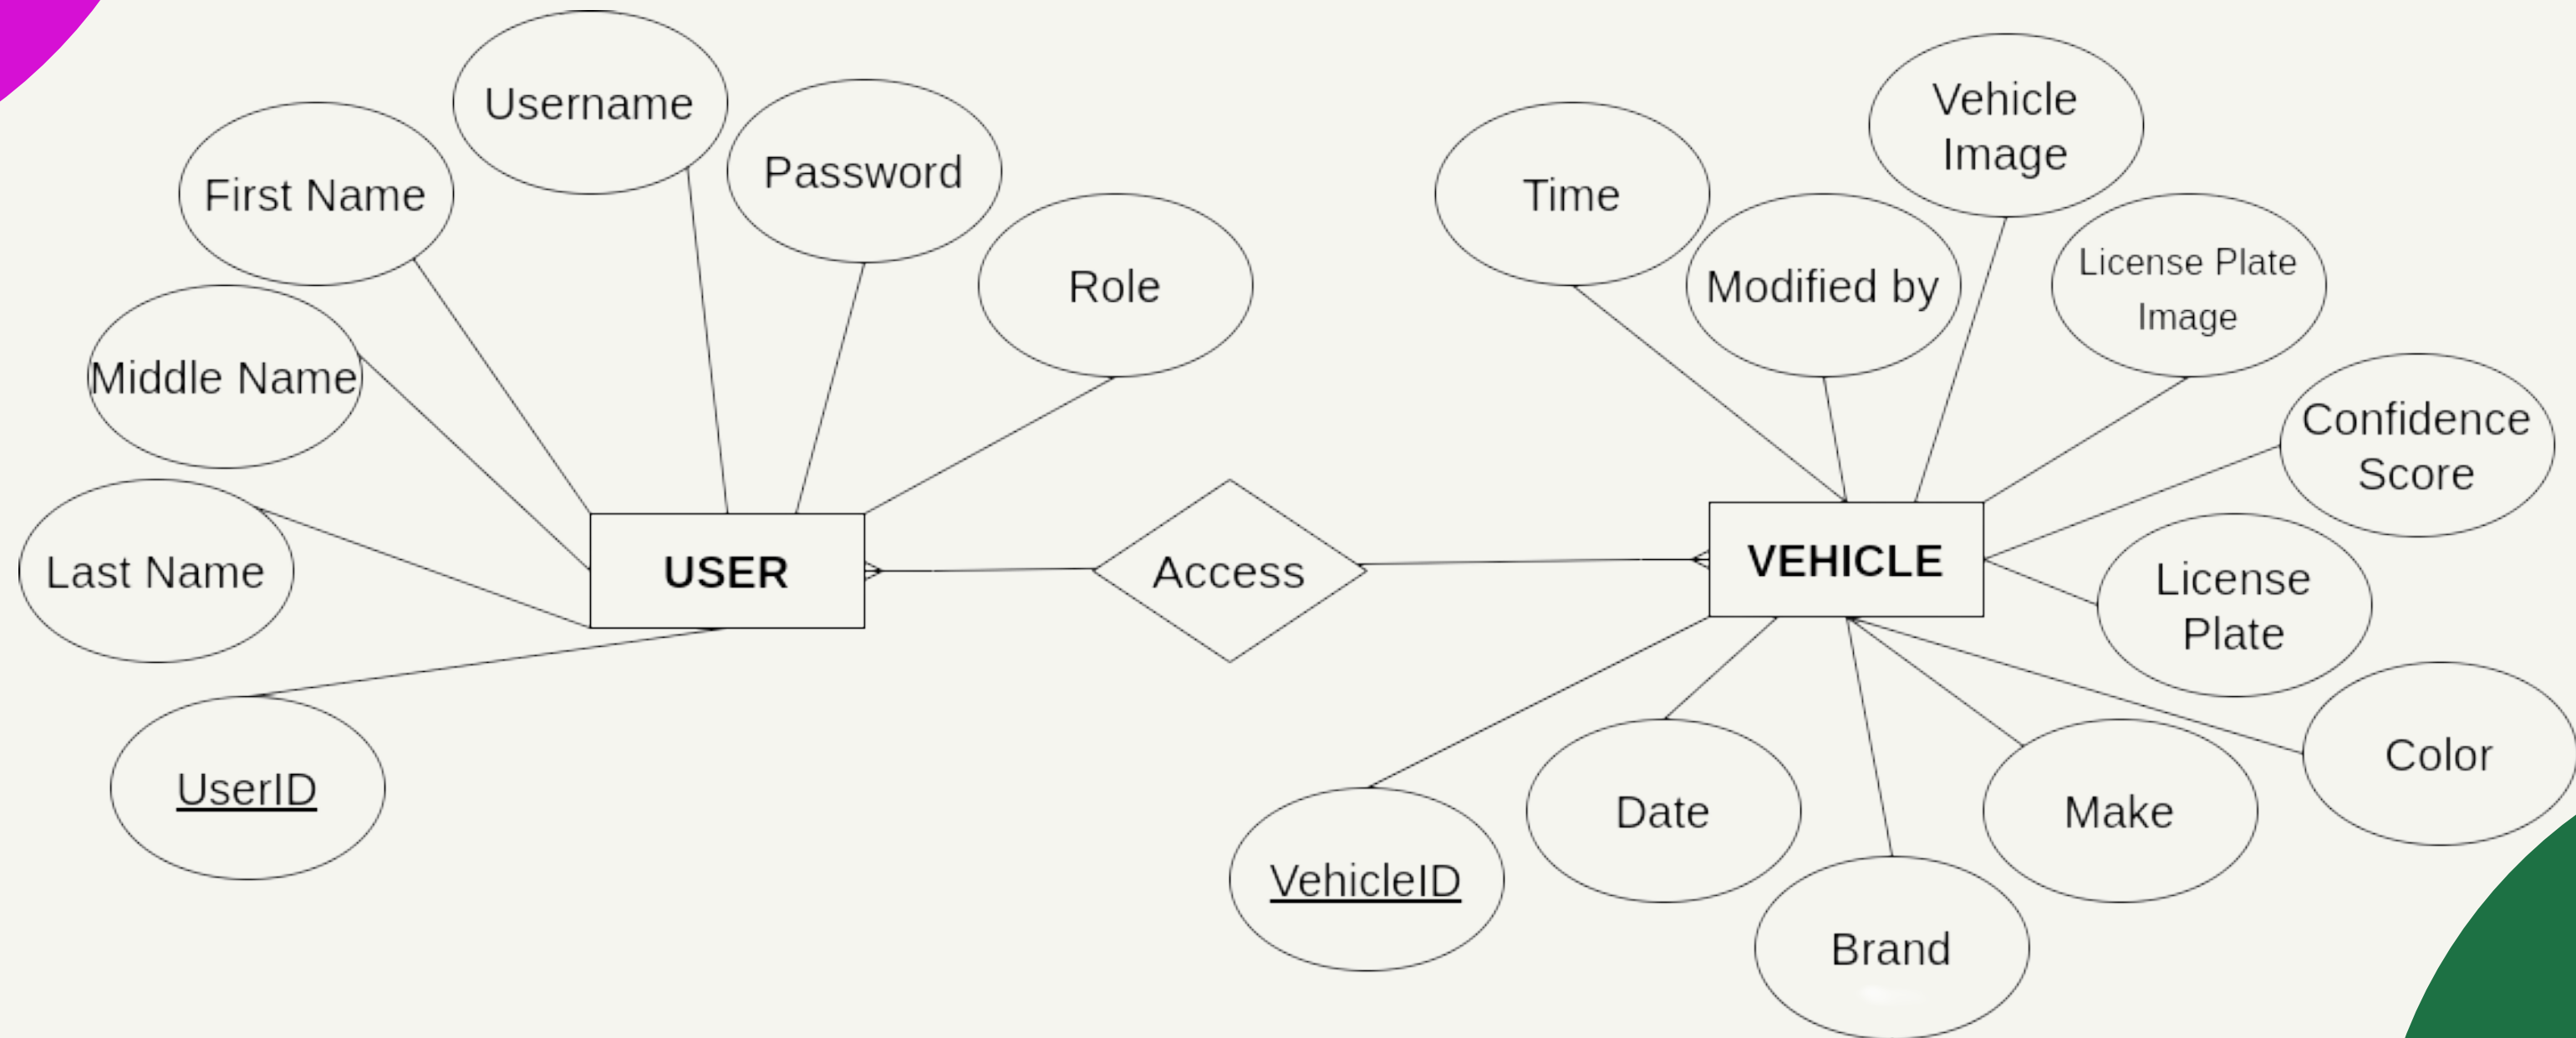 Username
Password
First Name
Role
Middle Name
Last Name
USER
Access
UserID
Vehicle
Image
Time
Modified by
License Plate
Image
Confidence
Score
VEHICLE
License
Plate
Color
Date
Make
VehicleID
Brand